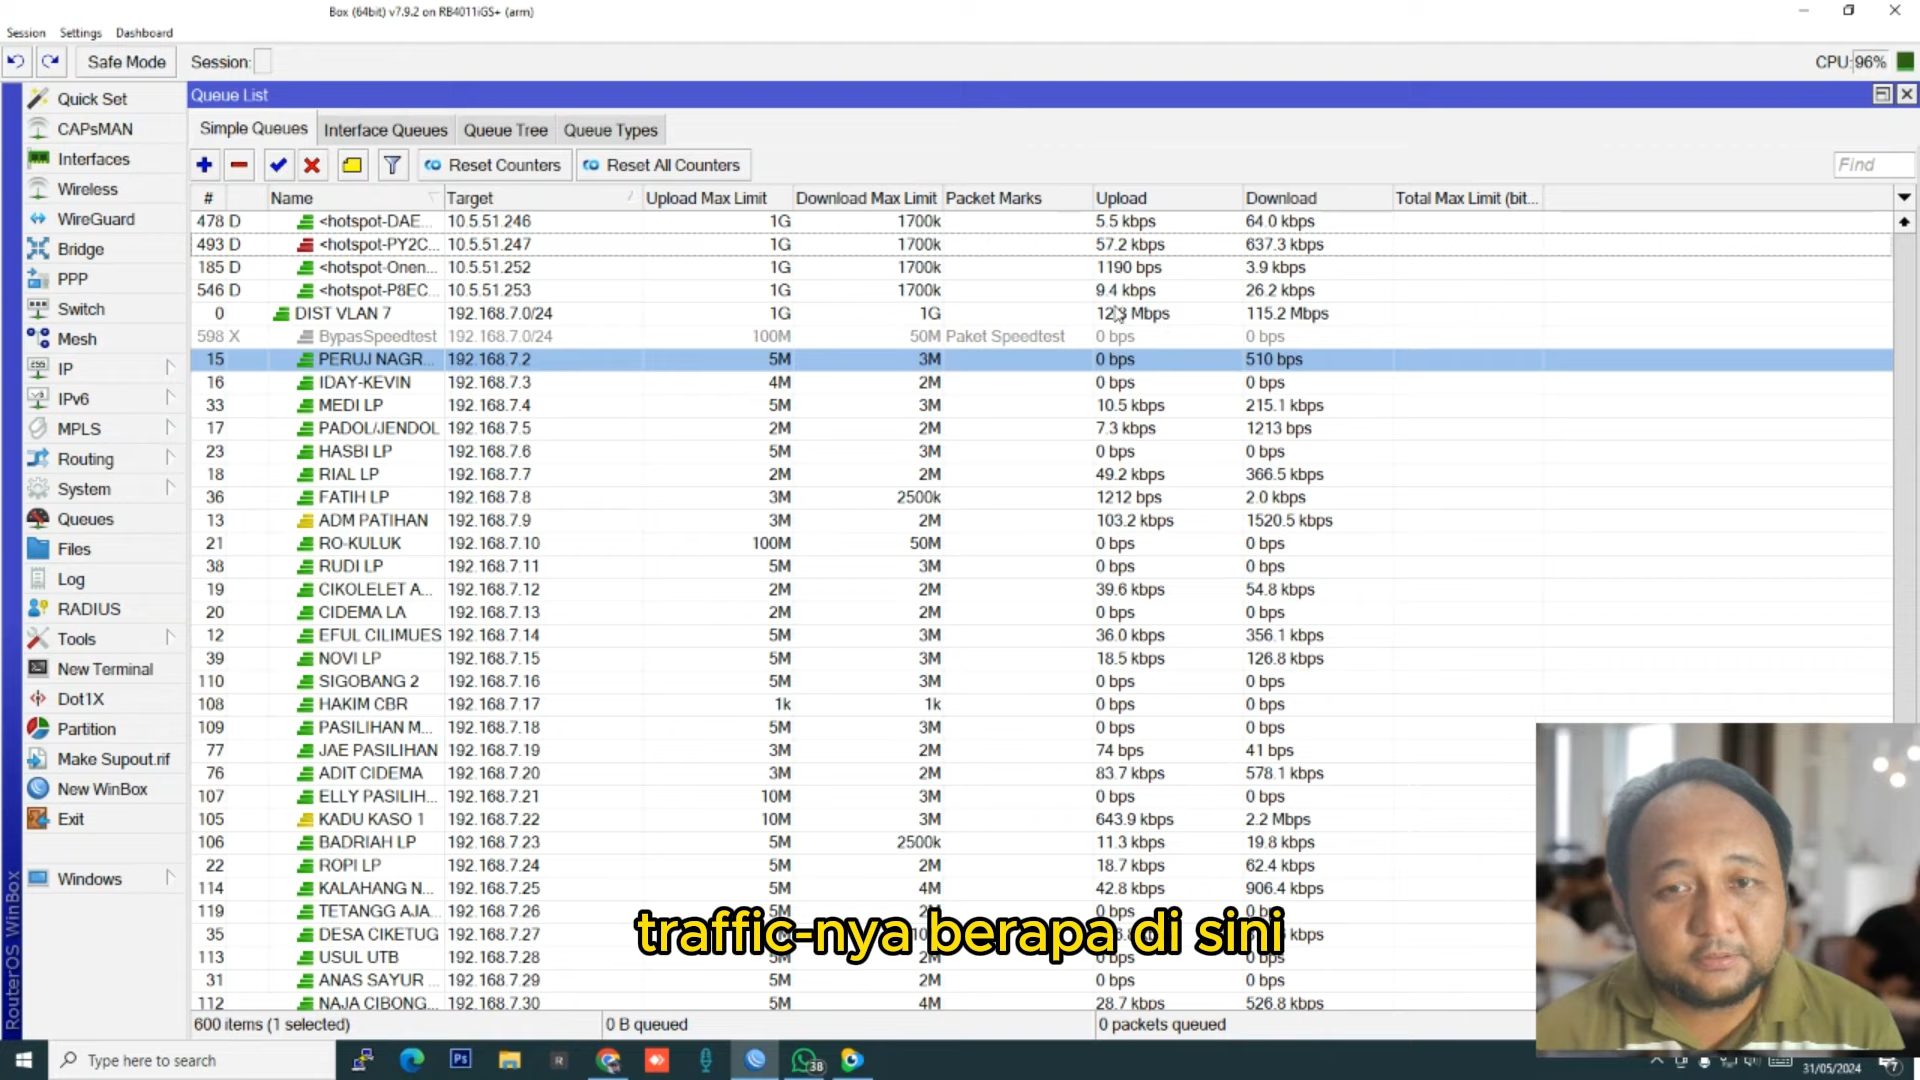 Box (64bit) v7.9.2 on RB4011iGS+ (arm)
Session Settings Dashboard
Safe Mode Session: CPU: 96%
Queue List
Simple Queues Interface Queues Queue Tree Queue Types
Reset Counters Reset All Counters Find
# Name Target Upload Max Limit Download Max Limit Packet Marks Upload Download Total Max Limit (bit...
478 D <hotspot-DAE... 10.5.51.246 1G 1700k 5.5 kbps 64.0 kbps
493 D <hotspot-PY2C... 10.5.51.247 1G 1700k 57.2 kbps 637.3 kbps
185 D <hotspot-Onen... 10.5.51.252 1G 1700k 1190 bps 3.9 kbps
546 D <hotspot-P8EC... 10.5.51.253 1G 1700k 9.4 kbps 26.2 kbps
0 DIST VLAN 7 192.168.7.0/24 1G 1G Mbps 115.2 Mbps
598 X BypasSpeedtest 192.168.7.0/24 100M 50M Paket Speedtest 0 bps 0 bps
15 PERUJ NAGR... 192.168.7.2 5M 3M 0 bps 510 bps
16 IDAY-KEVIN 192.168.7.3 4M 2M 0 bps 0 bps
33 MEDI LP 192.168.7.4 5M 3M 10.5 kbps 215.1 kbps
17 PADOL/JENDOL 192.168.7.5 2M 2M 7.3 kbps 1213 bps
23 HASBI LP 192.168.7.6 5M 3M 0 bps 0 bps
18 RIAL LP 192.168.7.7 2M 2M 49.2 kbps 366.5 kbps
36 FATIH LP 192.168.7.8 3M 2500k 1212 bps 2.0 kbps
13 ADM PATIHAN 192.168.7.9 3M 2M 103.2 kbps 1520.5 kbps
21 RO-KULUK 192.168.7.10 100M 50M 0 bps 0 bps
38 RUDI LP 192.168.7.11 5M 3M 0 bps 0 bps
19 CIKOLELET A... 192.168.7.12 2M 2M 39.6 kbps 54.8 kbps
20 CIDEMA LA 192.168.7.13 2M 2M 0 bps 0 bps
12 EFUL CILIMUES 192.168.7.14 5M 3M 36.0 kbps 356.1 kbps
39 NOVI LP 192.168.7.15 5M 3M 18.5 kbps 126.8 kbps
110 SIGOBANG 2 192.168.7.16 5M 3M 0 bps 0 bps
108 HAKIM CBR 192.168.7.17 1k 1k 0 bps 0 bps
109 PASILIHAN M... 192.168.7.18 5M 3M 0 bps 0 bps
77 JAE PASILIHAN 192.168.7.19 3M 2M 74 bps 41 bps
76 ADIT CIDEMA 192.168.7.20 3M 2M 83.7 kbps 578.1 kbps
107 ELLY PASILIH... 192.168.7.21 10M 3M 0 bps 0 bps
105 KADU KASO 1 192.168.7.22 10M 3M 643.9 kbps 2.2 Mbps
106 BADRIAH LP 192.168.7.23 5M 2500k 11.3 kbps 19.8 kbps
22 ROPI LP 192.168.7.24 5M 2M 18.7 kbps 62.4 kbps
114 KALAHANG N... 192.168.7.25 5M 4M 42.8 kbps 906.4 kbps
119 TETANGG AJA... 192.168.7.26 5M 0 bps 0 bps
35 DESA CIKETUG 192.168.7.27 kbps
113 USUL UTB 192.168.7.28 5M 2M 0 bps 0 bps
31 ANAS SAYUR ... 192.168.7.29 5M 2M 0 bps 0 bps
112 NAJA CIBONG... 192.168.7.30 5M 4M 28.7 kbps 526.8 kbps
600 items (1 selected) 0 B queued 0 packets queued
Quick Set
CAPsMAN
Interfaces
Wireless
WireGuard
Bridge
PPP
Switch
Mesh
IP
IPv6
MPLS
Routing
System
Queues
Files
Log
RADIUS
Tools
New Terminal
Dot1X
Partition
Make Supout.rif
New WinBox
Exit
Windows
RouterOS WinBox
traffic-nya berapa di sini
Type here to search
Ps
R
38
31/05/2024
7